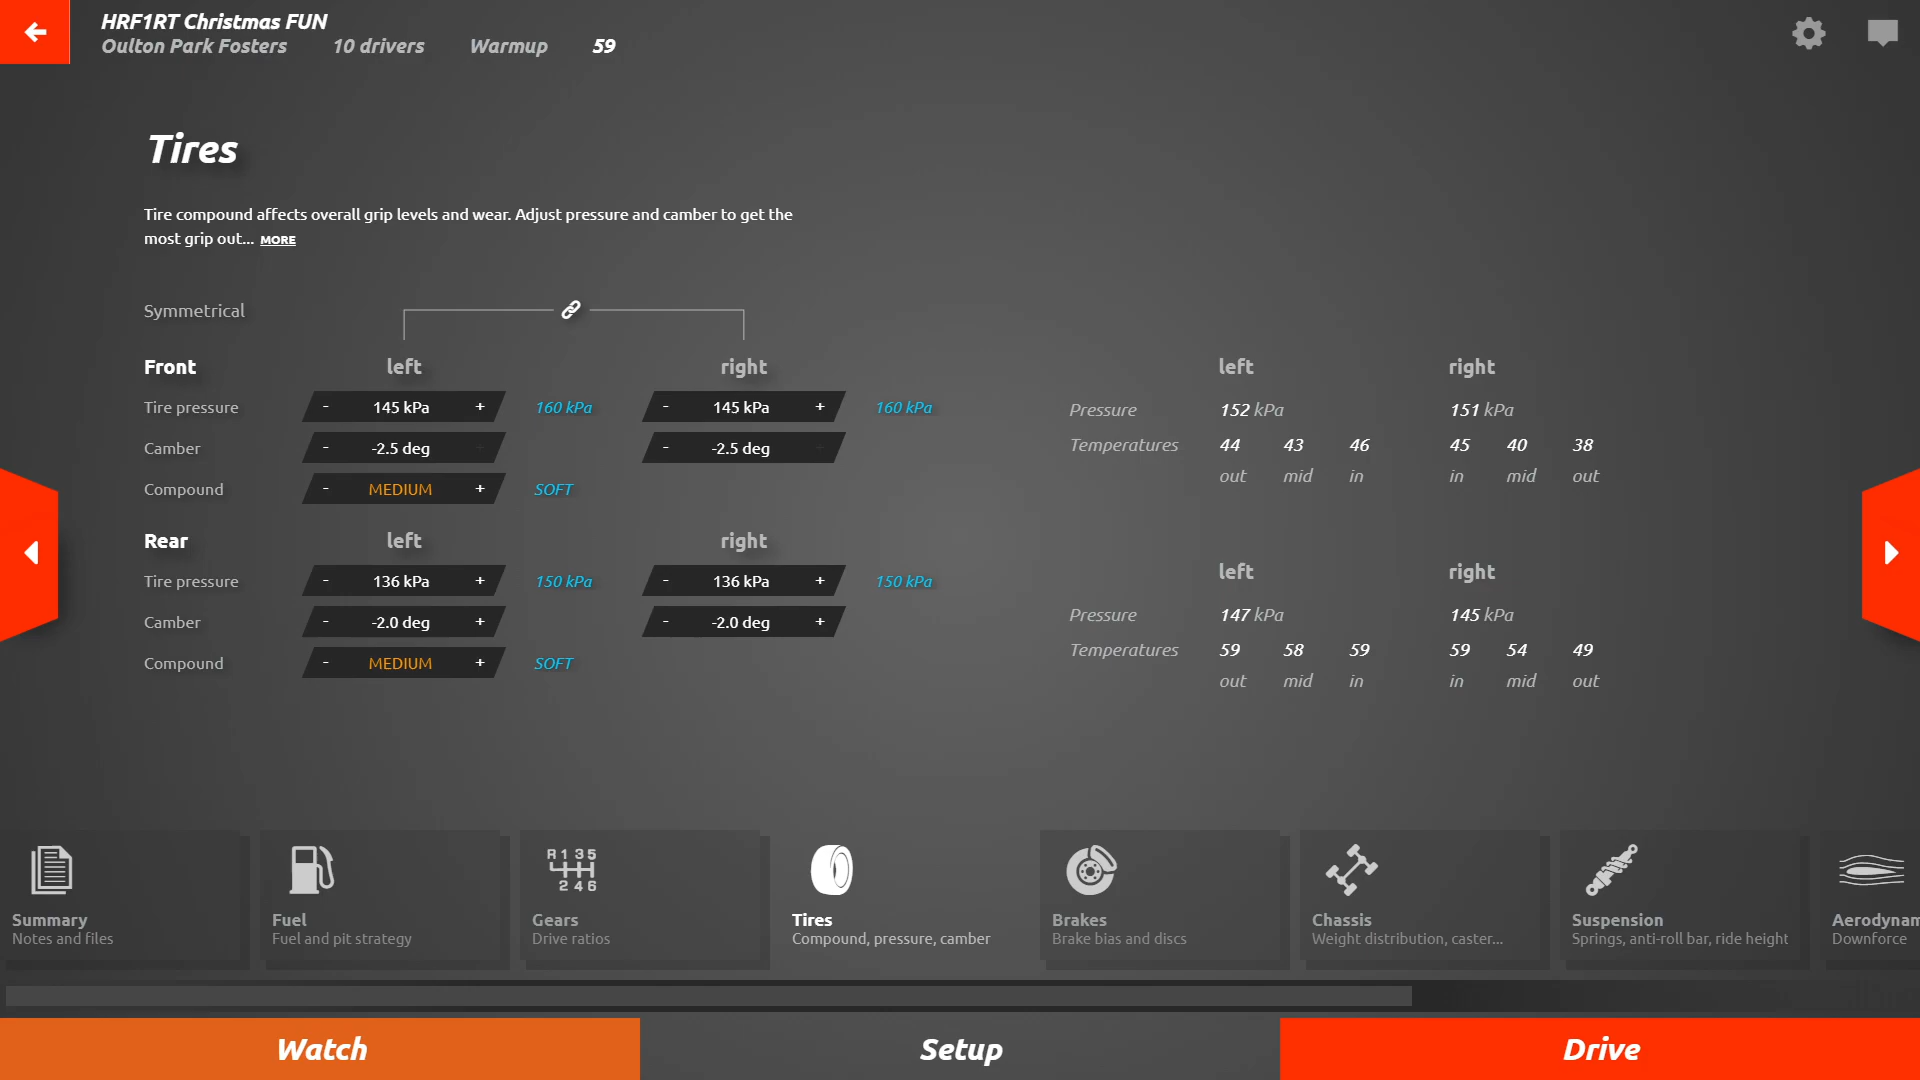 HRF1RT Christmas FUN
Oulton Park Fosters 10 drivers Warmup 59
Tires
Tire compound affects overall grip levels and wear. Adjust pressure and camber to get the
most grip out... MORE
Symmetrical
Front left right left right
Tire pressure - 145 kPa + 160 kPa - 145 kPa + 160 kPa Pressure 152 kPa 151 kPa
Camber - -2.5 deg - -2.5 deg Temperatures 44 43 46 45 40 38
out mid in in mid out
Compound - MEDIUM + SOFT
Rear left right left right
Tire pressure - 136 kPa + 150 kPa - 136 kPa + 150 kPa Pressure 147 kPa 145 kPa
Camber - -2.0 deg + - -2.0 deg + Temperatures 59 58 59 59 54 49
Compound - MEDIUM + SOFT
out mid in in mid out
R 1 3 5
2 4 6
Summary Fuel Gears Tires Brakes Chassis Suspension Aerodynam
Notes and files Fuel and pit strategy Drive ratios Compound, pressure, camber Brake bias and discs Weight distribution, caster... Springs, anti-roll bar, ride height Downforce
Watch Setup Drive